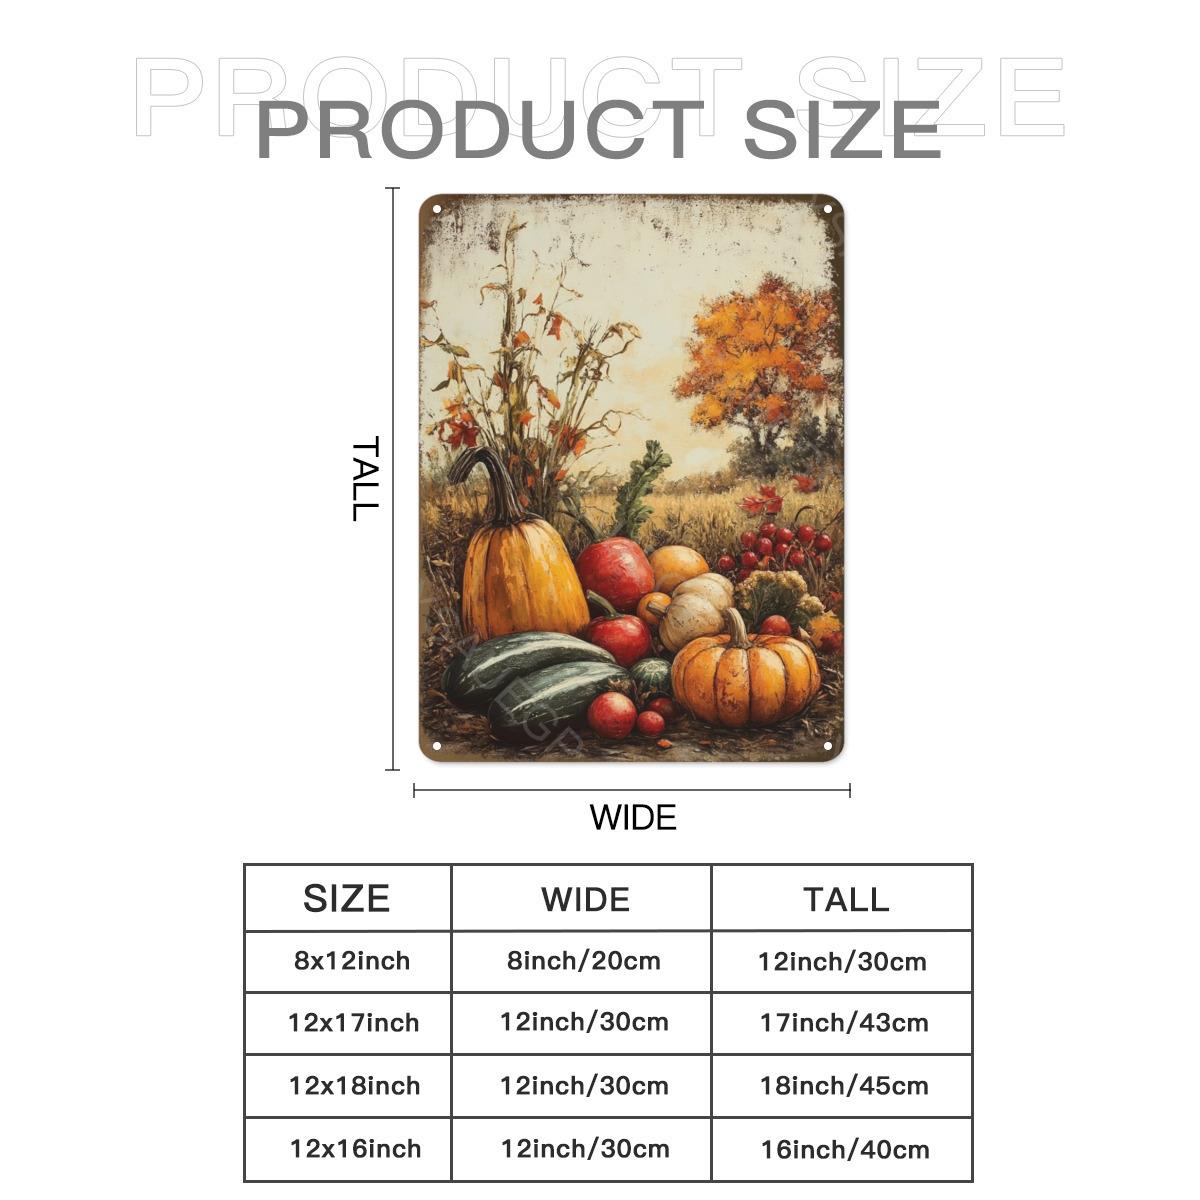 PRODUCT SIZE
PRODUCT SIZE
TALL
WIDE
SIZE WIDE TALL
8x12inch 8inch/20cm 12inch/30cm
12x17inch 12inch/30cm 17inch/43cm
12x18inch 12inch/30cm 18inch/45cm
12x16inch 12inch/30cm 16inch/40cm